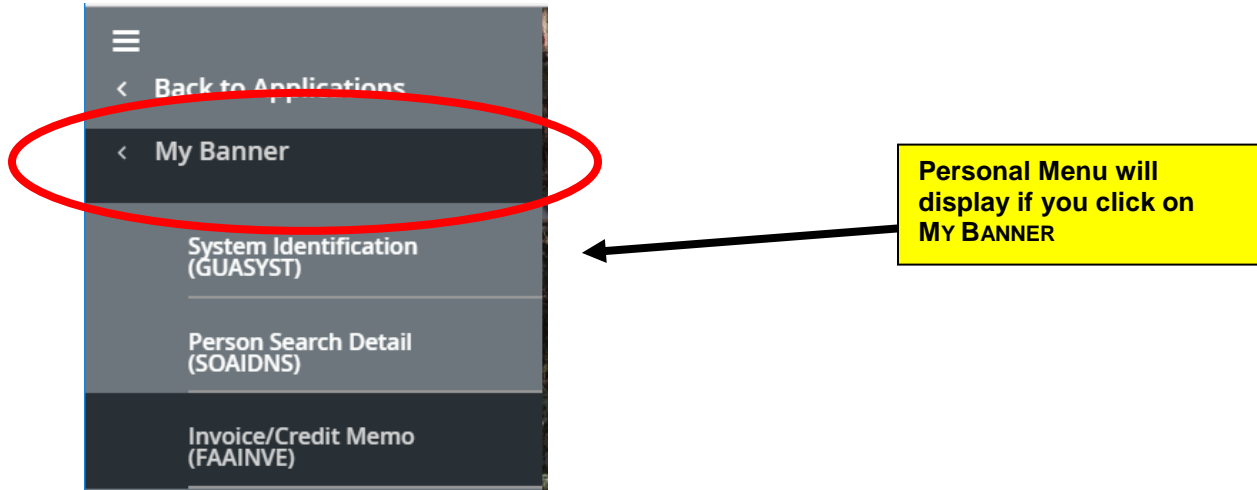 Back to Applications
My Banner
System Identification
(GUASYST)
Person Search Detail
(SOAIDNS)
Invoice/Credit Memo
(FAAINVE)
Personal Menu will
display if you click on
MY BANNER